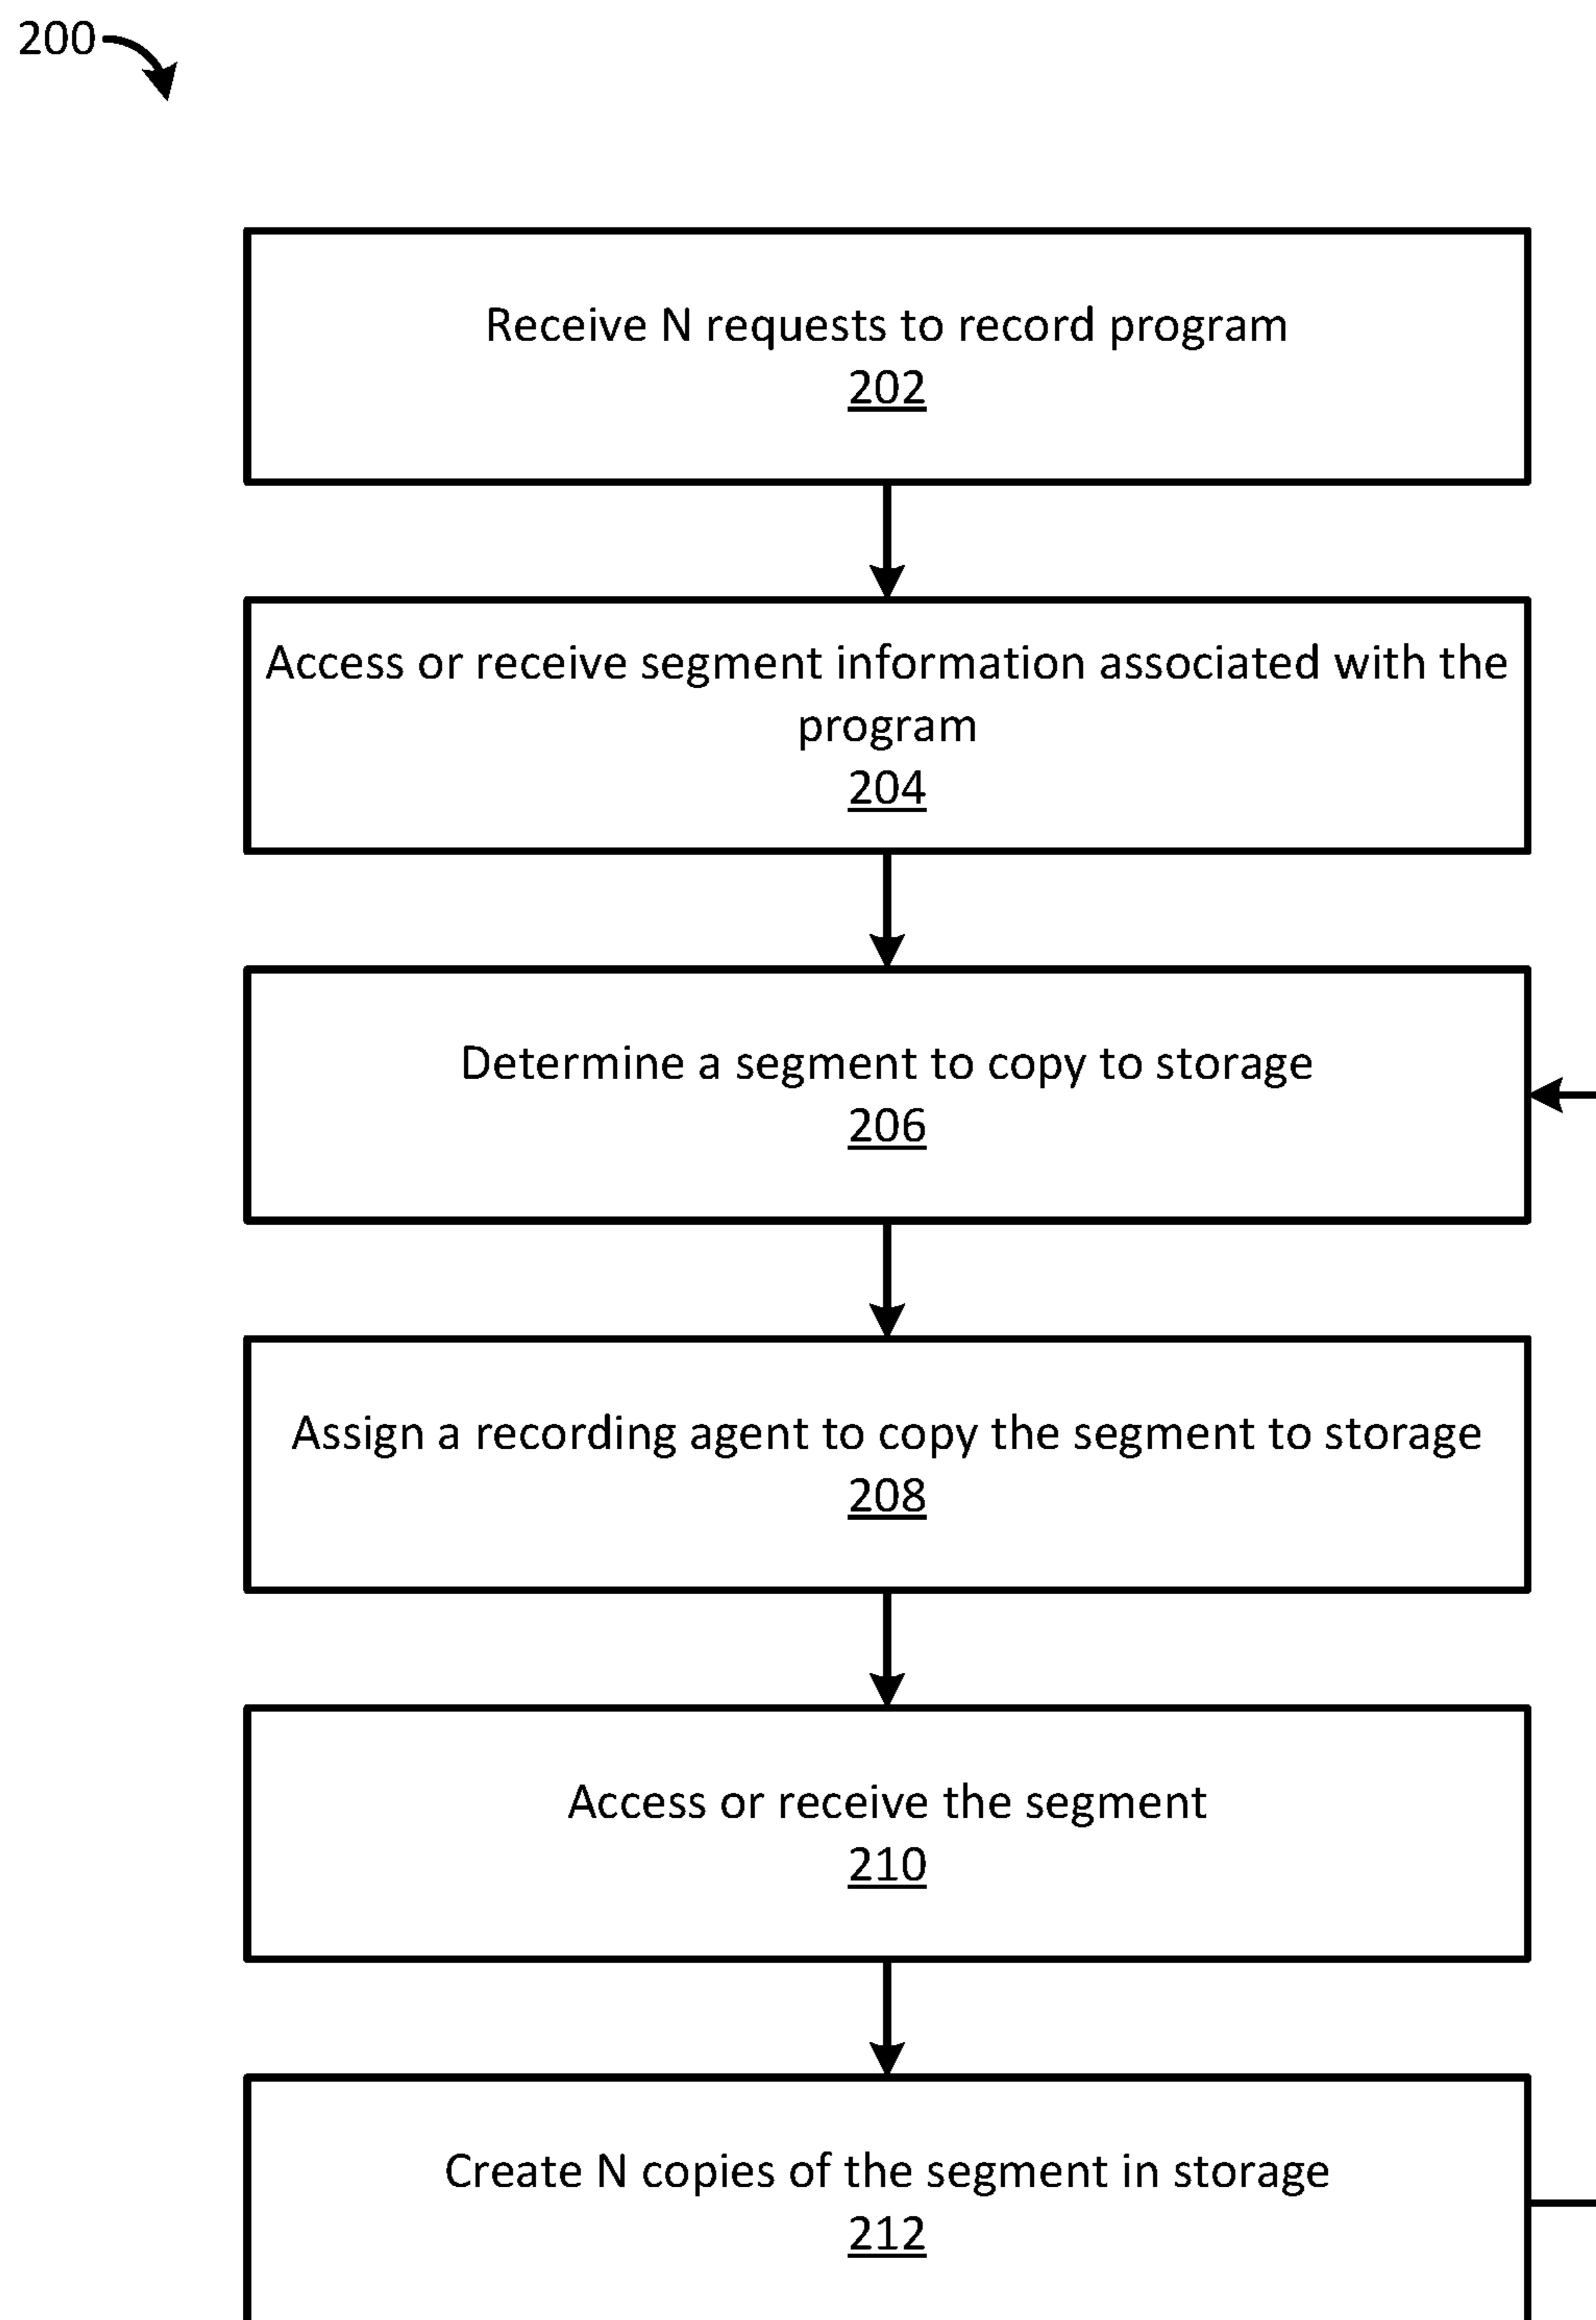 200
Receive N requests to record program
202
Access or receive segment information associated with the
program
204
Determine a segment to copy to storage
206
Assign a recording agent to copy the segment to storage
208
Access or receive the segment
210
Create N copies of the segment in storage
212